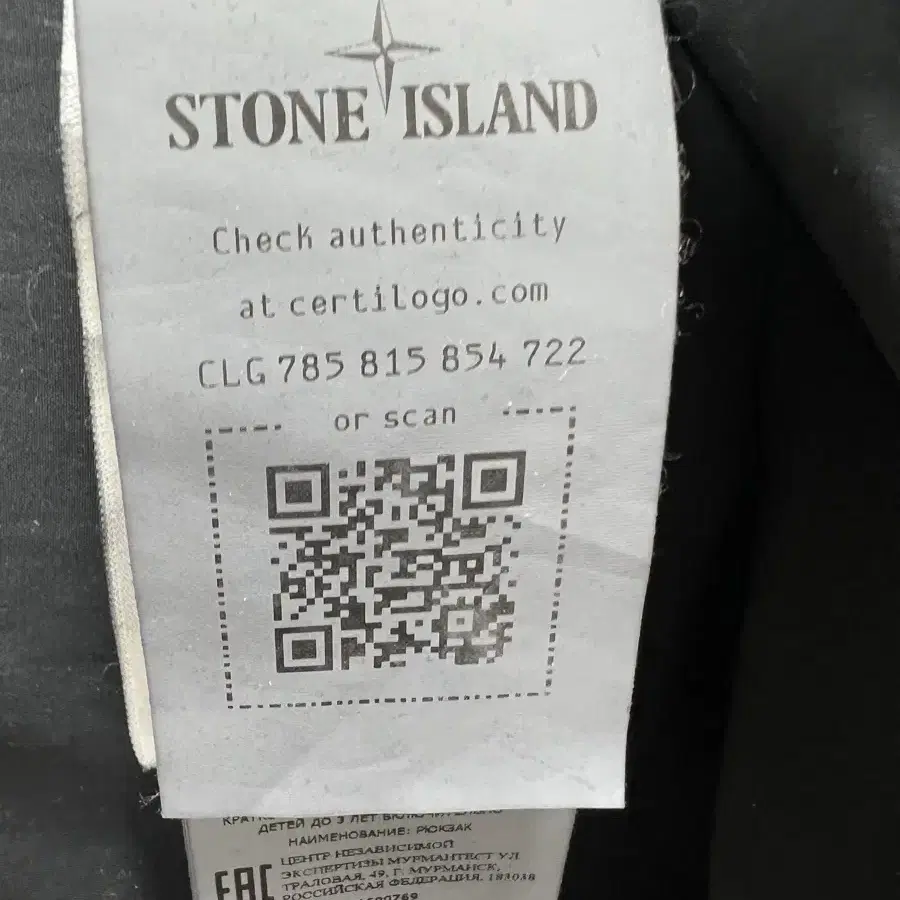 STONE ISLAND
Check authenticity
at certilogo.com
CLG 785 815 854 722
or scan
ДЕТЕЙ ДО 3 ЛЕТ ВКЛЮЧИТЕЛЬНО
НАИМЕНОВАНИЕ: РЮКЗАК
ЦЕНТР НЕЗАВИСИМОЙ
ЭКСПЕРТИЗЫ МУРМАНТЕСТ УЛ
ТРАЛОВАЯ, 49, Г. МУРМАНСК,
РОССИЙСКАЯ ФЕДЕРАЦИЯ, 183038
EAC